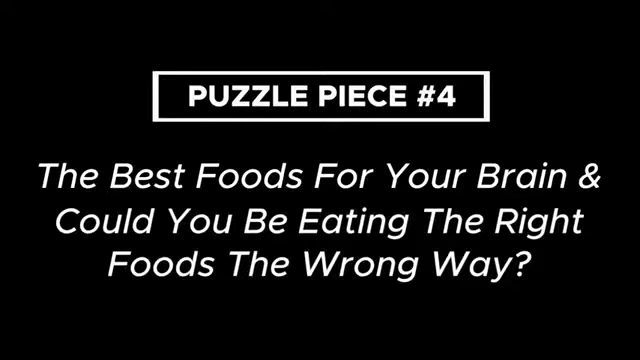 PUZZLE PIECE #4
The Best Foods For Your Brain &
Could You Be Eating The Right
Foods The Wrong Way?